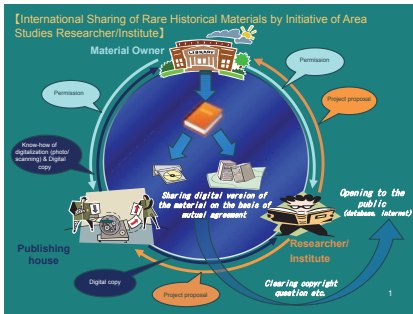 【International Sharing of Rare Historical Materials by Initiative of Area
Studies Researcher/Institute】
Material Owner
LIBRARY
Permission
Permission
Project proposal
Know-how of
digitalization (photo/
scanning) & Digital
copy
Sharing digital version of
the material on the basis of
mutual agreement
Opening to the
public
(database, internet)
Researcher/
Institute
Publishing
house
Digital copy
Project proposal
Clearing copyright
question etc.
1